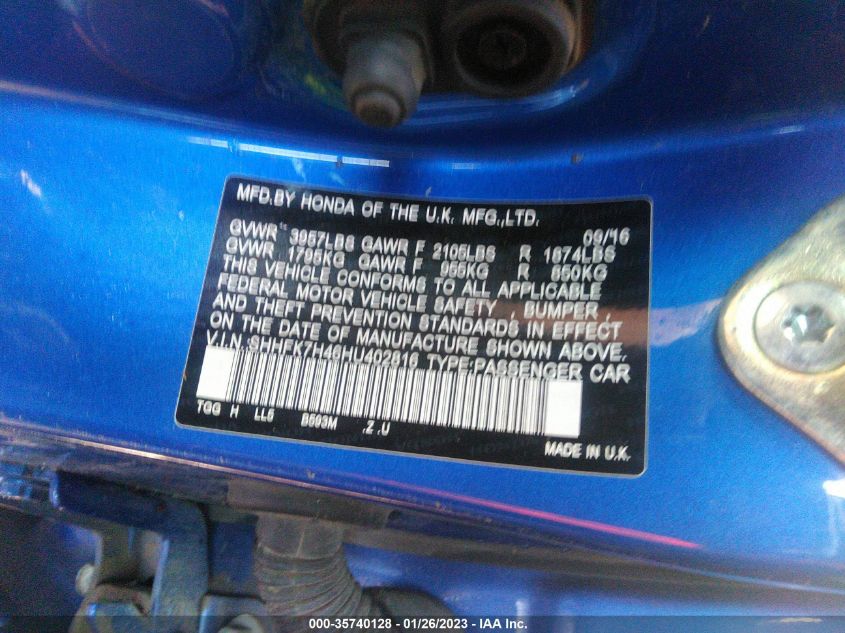 MFD.BY HONDA OF THE U.K. MFG.,LTD.
09/16
GVWR 3957LBS GAWR F 2105LBS R 1874LBS
GVWR 1795KG GAWR F 955KG R 850KG
THIS VEHICLE CONFORMS TO ALL APPLICABLE
FEDERAL MOTOR VEHICLE SAFETY, BUMPER,
AND THEFT PREVENTION STANDARDS IN EFFECT
ON THE DATE OF MANUFACTURE SHOWN ABOVE.
V.I.N. SHHFK7H46HU402816 TYPE:PASSENGER CAR
TGG H LL5 B593M .Z .U
MADE IN U.K.
000-35740128 - 01/26/2023 - IAA Inc.